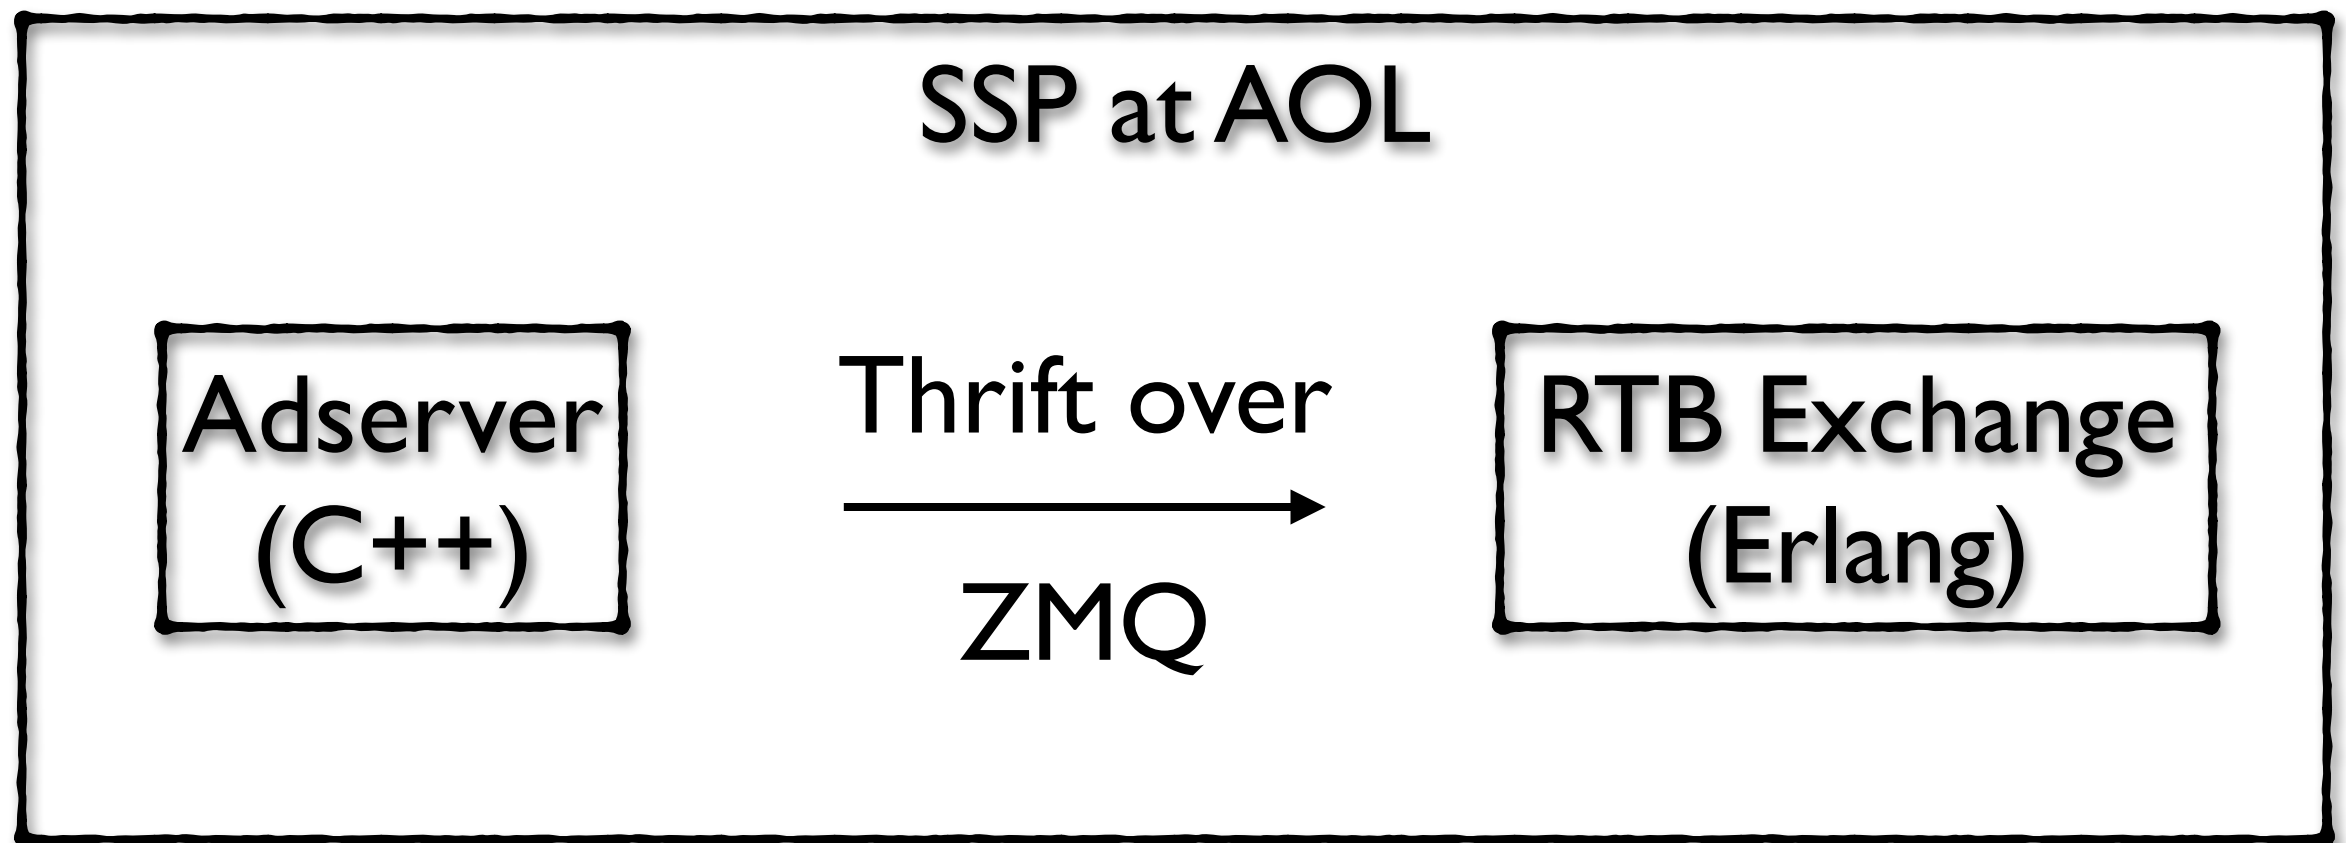 SSP at AOL
Adserver
(C++)
Thrift over
ZMQ
RTB Exchange
(Erlang)